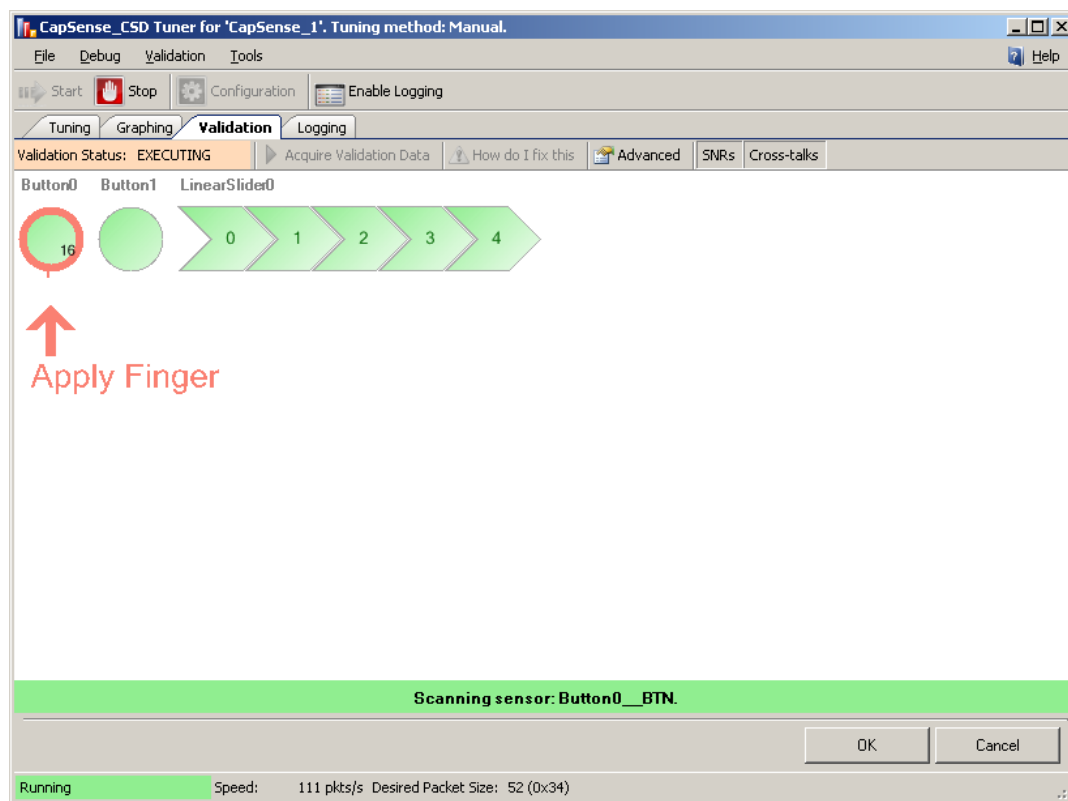 CapSense_CSD Tuner for 'CapSense_1'. Tuning method: Manual.
File Debug Validation Tools Help
Start Stop Configuration Enable Logging
Tuning Graphing Validation Logging
Validation Status: EXECUTING Acquire Validation Data How do I fix this Advanced SNRs Cross-talks
Button0 Button1 LinearSlider0
16 0 1 2 3 4
Apply Finger
Scanning sensor: Button0__BTN.
OK Cancel
Running Speed: 111 pkts/s Desired Packet Size: 52 (0x34)